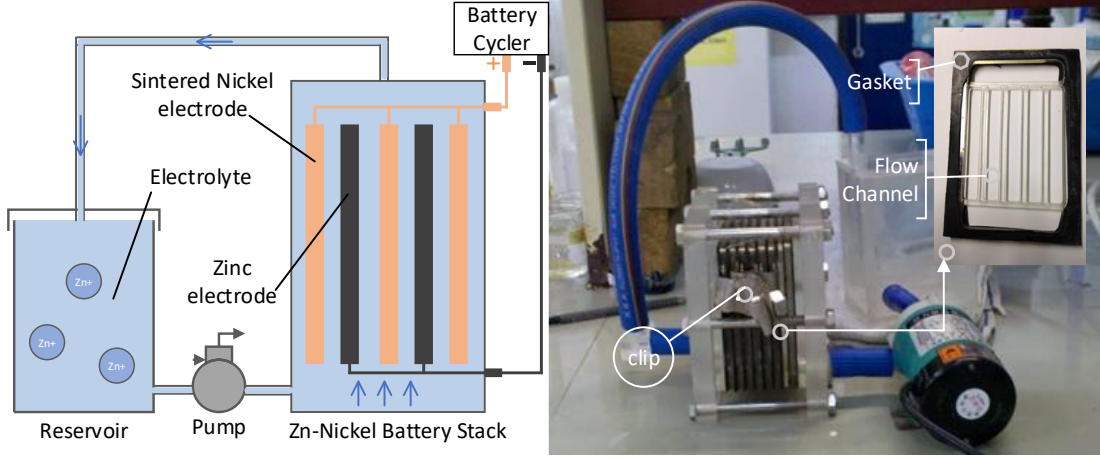 Battery
Cycler
+
-
Sintered Nickel
electrode
Electrolyte
Zinc
electrode
Zn+
Zn+
Zn+
Reservoir
Pump
Zn-Nickel Battery Stack
Gasket
Flow
Channel
clip